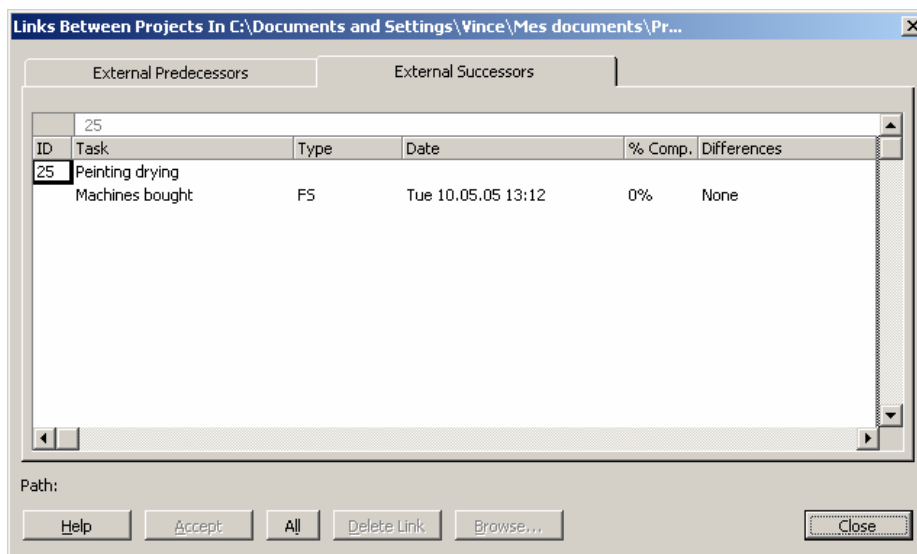 Links Between Projects In C:\Documents and Settings\Vince\Mes documents\Pr...
External Predecessors External Successors
25
ID Task Type Date % Comp. Differences
25 Peinting drying
Machines bought FS Tue 10.05.05 13:12 0% None
Path:
Help Accept All Delete Link Browse... Close